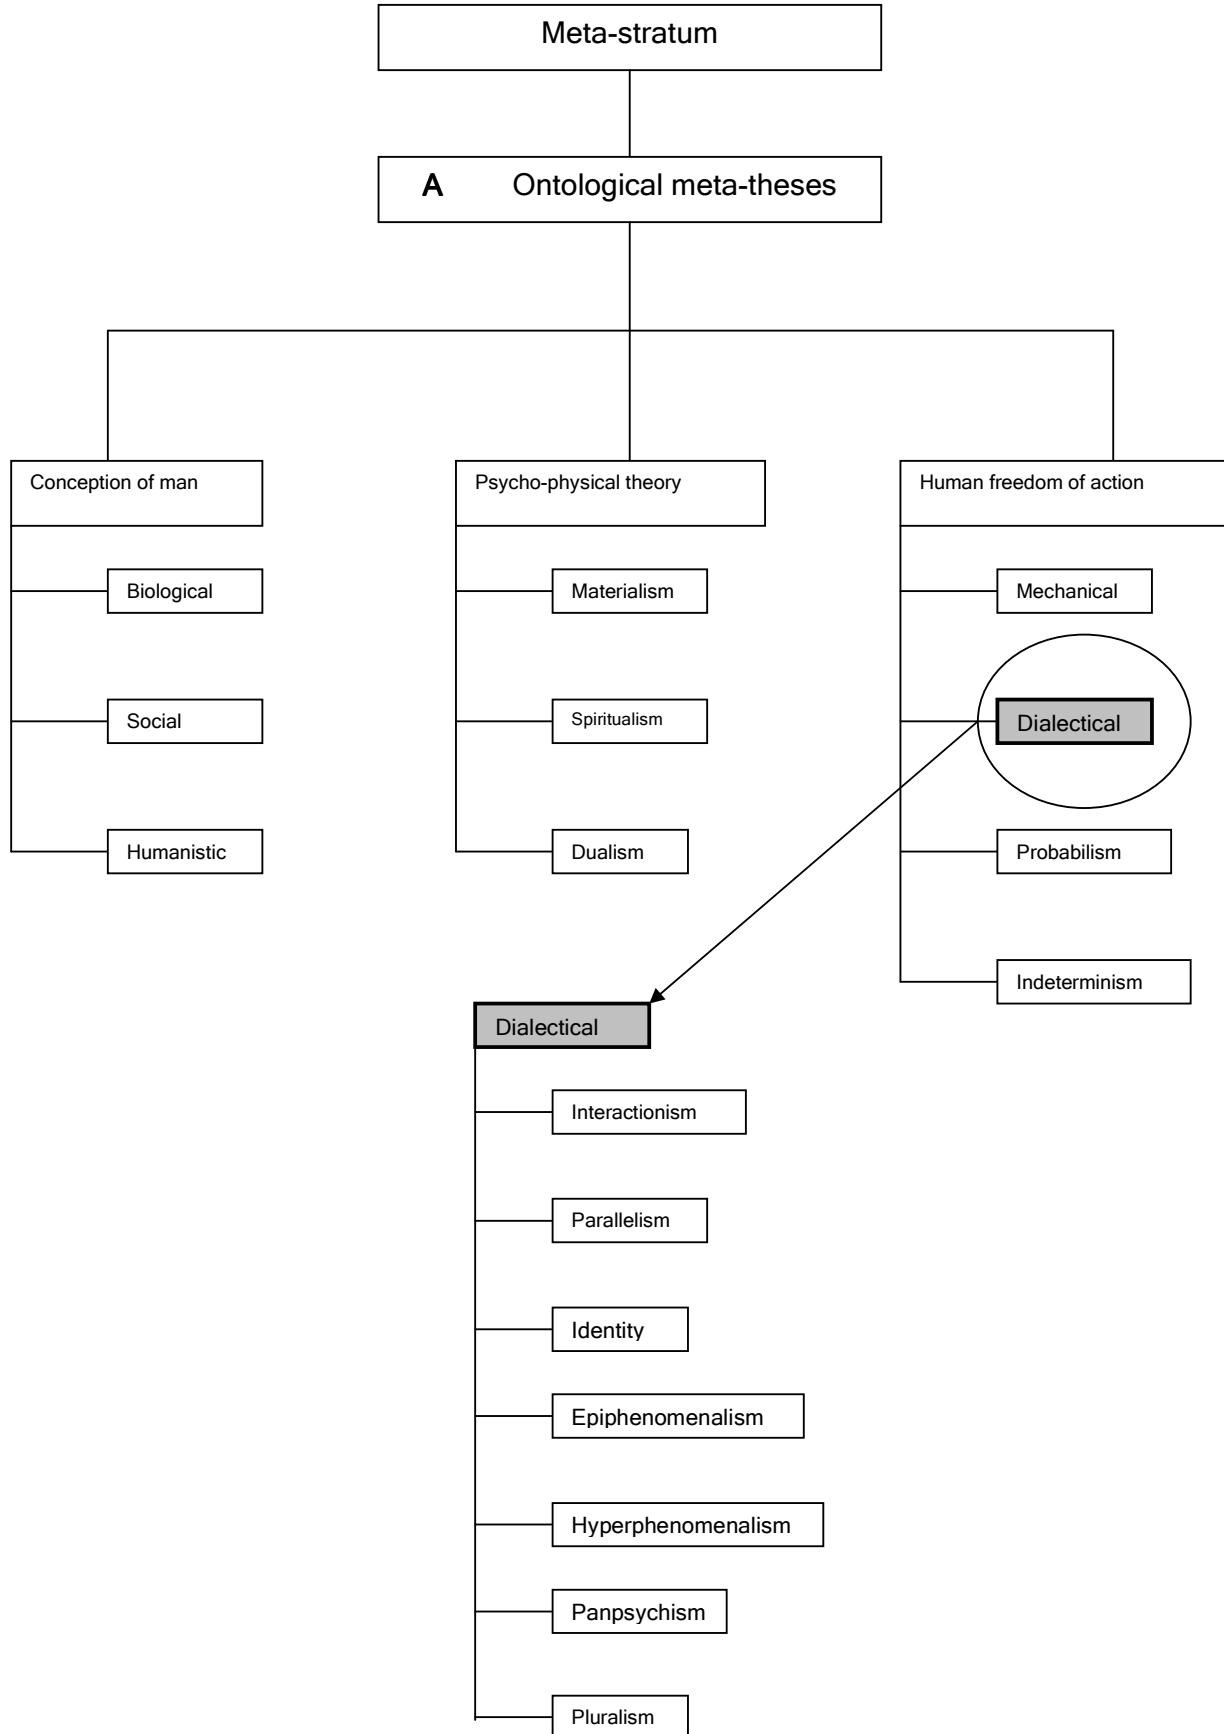 Meta-stratum
A Ontological meta-theses
Conception of man
Psycho-physical theory
Human freedom of action
Biological
Materialism
Mechanical
Social
Spiritualism
Dialectical
Humanistic
Dualism
Probabilism
Indeterminism
Dialectical
Interactionism
Parallelism
Identity
Epiphenomenalism
Hyperphenomenalism
Panpsychism
Pluralism